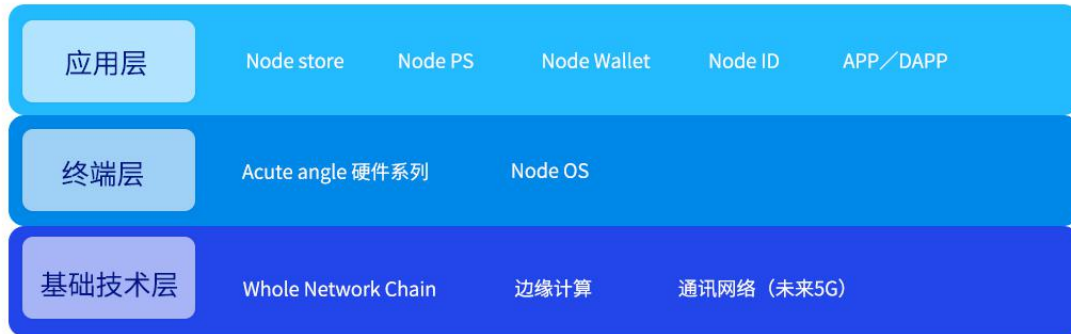 应用层 Node store Node PS Node Wallet Node ID APP／DAPP
终端层 Acute angle 硬件系列 Node OS
基础技术层 Whole Network Chain 边缘计算 通讯网络（未来5G）